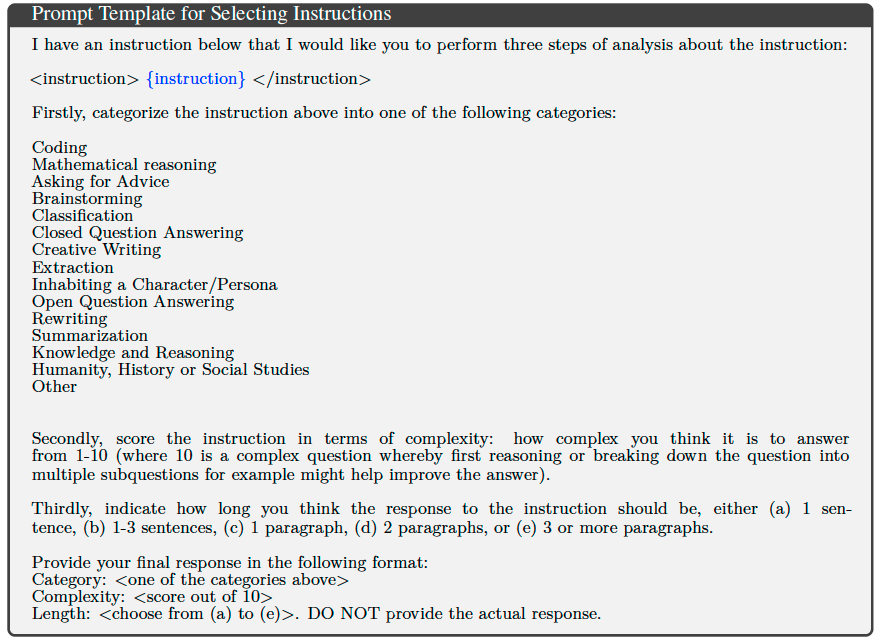 Prompt Template for Selecting Instructions
I have an instruction below that I would like you to perform three steps of analysis about the instruction:
<instruction> {instruction} </instruction>
Firstly, categorize the instruction above into one of the following categories:
Coding
Mathematical reasoning
Asking for Advice
Brainstorming
Classification
Closed Question Answering
Creative Writing
Extraction
Inhabiting a Character/Persona
Open Question Answering
Rewriting
Summarization
Knowledge and Reasoning
Humanity, History or Social Studies
Other
Secondly, score the instruction in terms of complexity: how complex you think it is to answer
from 1-10 (where 10 is a complex question whereby first reasoning or breaking down the question into
multiple subquestions for example might help improve the answer).
Thirdly, indicate how long you think the response to the instruction should be, either (a) 1 sen-
tence, (b) 1-3 sentences, (c) 1 paragraph, (d) 2 paragraphs, or (e) 3 or more paragraphs.
Provide your final response in the following format:
Category: <one of the categories above>
Complexity: <score out of 10>
Length: <choose from (a) to (e)>. DO NOT provide the actual response.